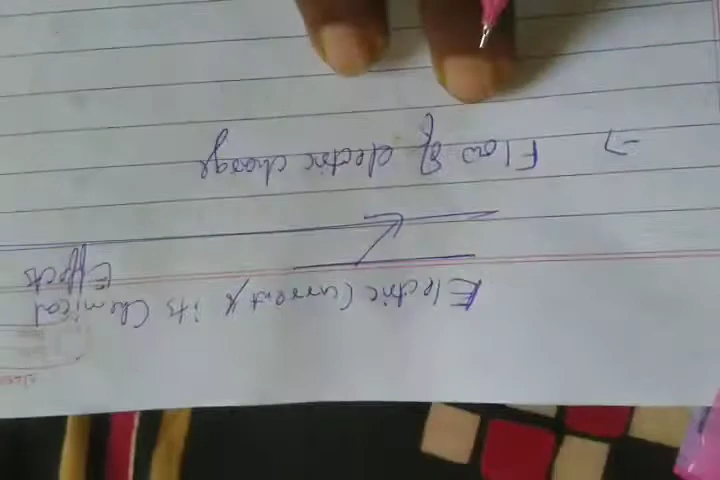 Electric Current & its Chemical
Effects
→ Flow of electric charge